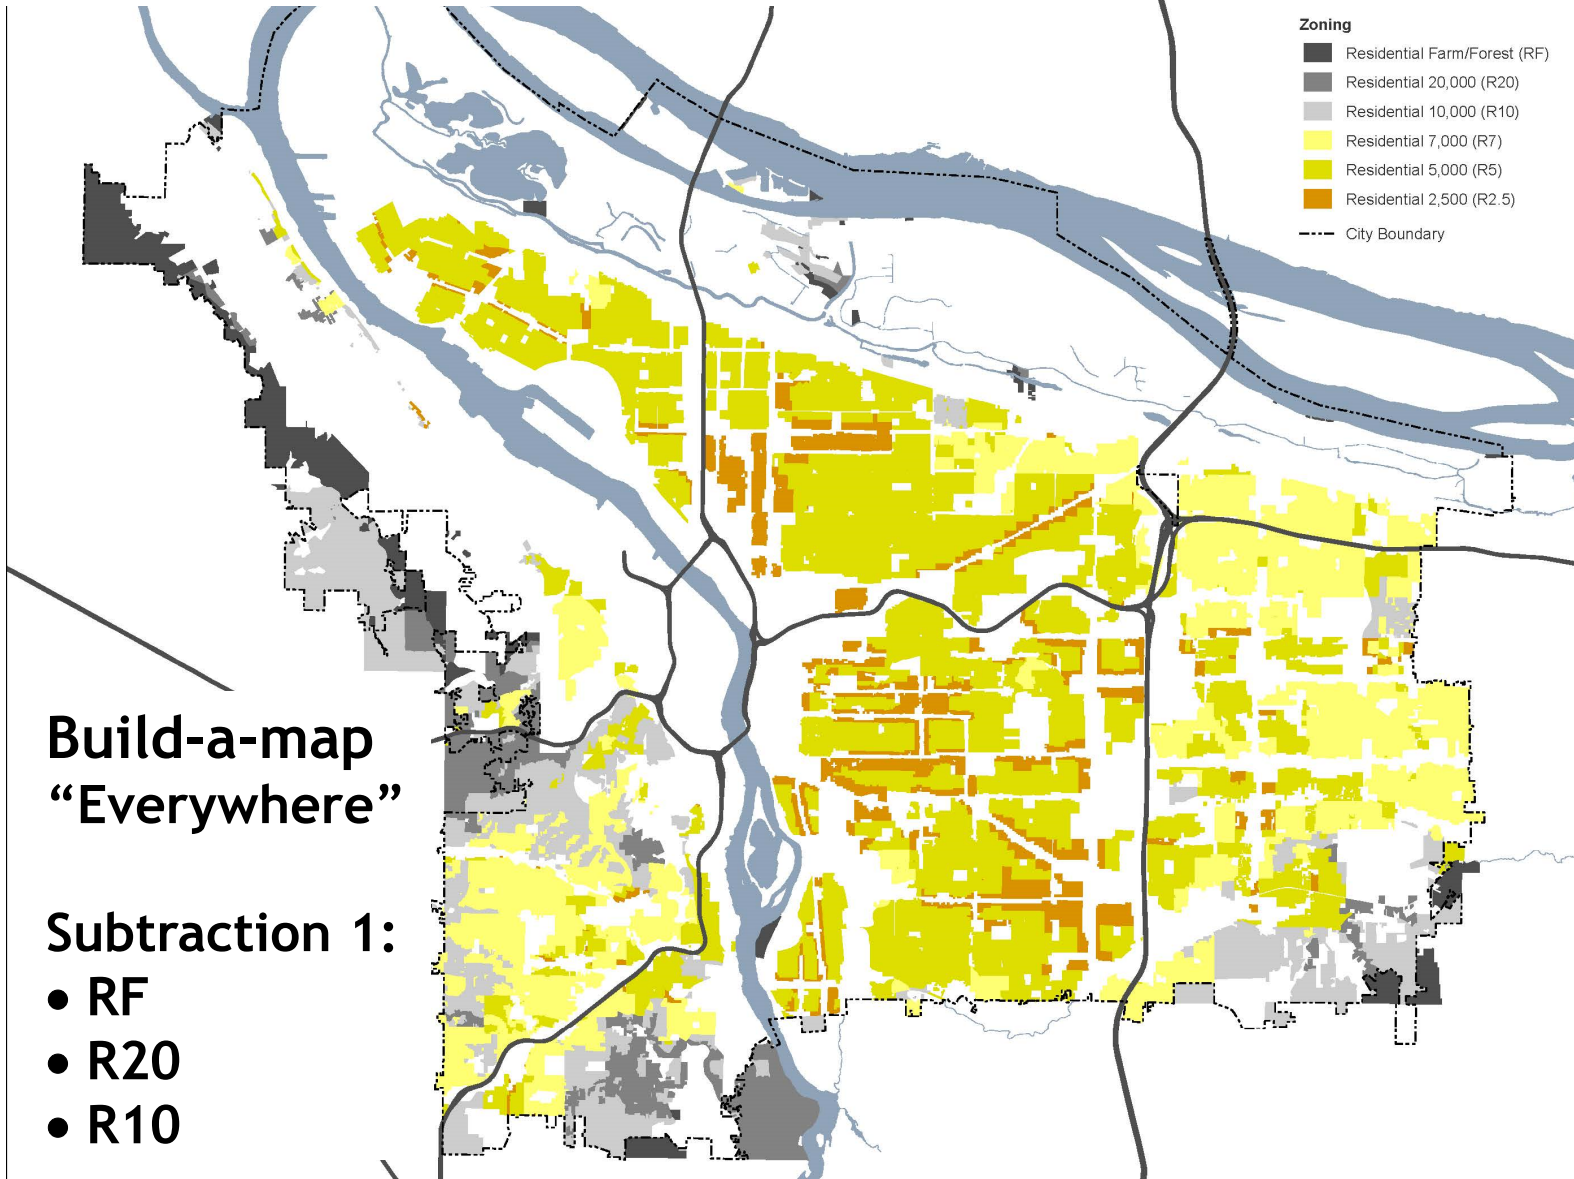 Zoning
Residential Farm/Forest (RF)
Residential 20,000 (R20)
Residential 10,000 (R10)
Residential 7,000 (R7)
Residential 5,000 (R5)
Residential 2,500 (R2.5)
City Boundary
Build-a-map
“Everywhere”
Subtraction 1:
• RF
• R20
• R10